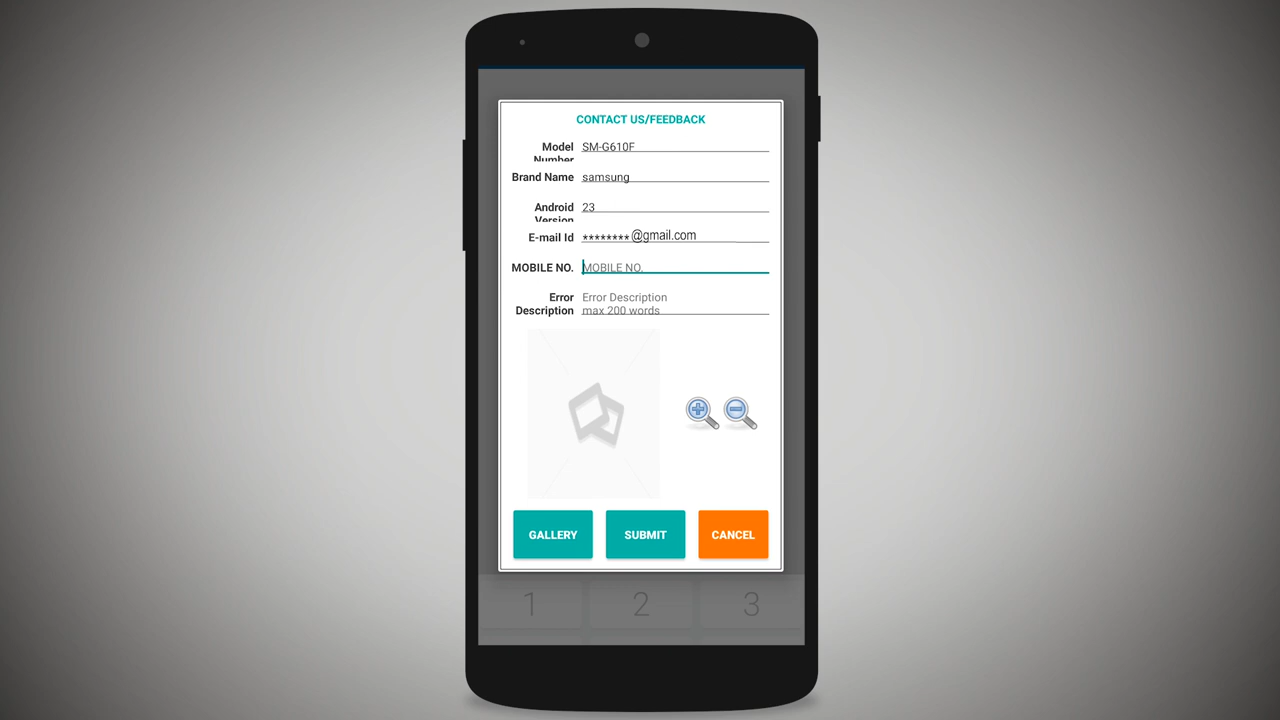 CONTACT US/FEEDBACK
Model Number
SM-G610F
Brand Name
samsung
Android Version
23
E-mail Id
********@gmail.com
MOBILE NO.
MOBILE NO.
Error
Description
Error Description
max 200 words
GALLERY
SUBMIT
CANCEL
1
2
3